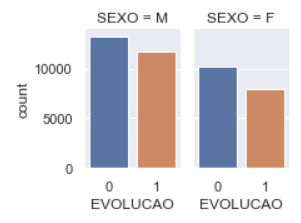 SEXO = M
SEXO = F
10000
5000
0
count
0 1
0 1
EVOLUCAO
EVOLUCAO